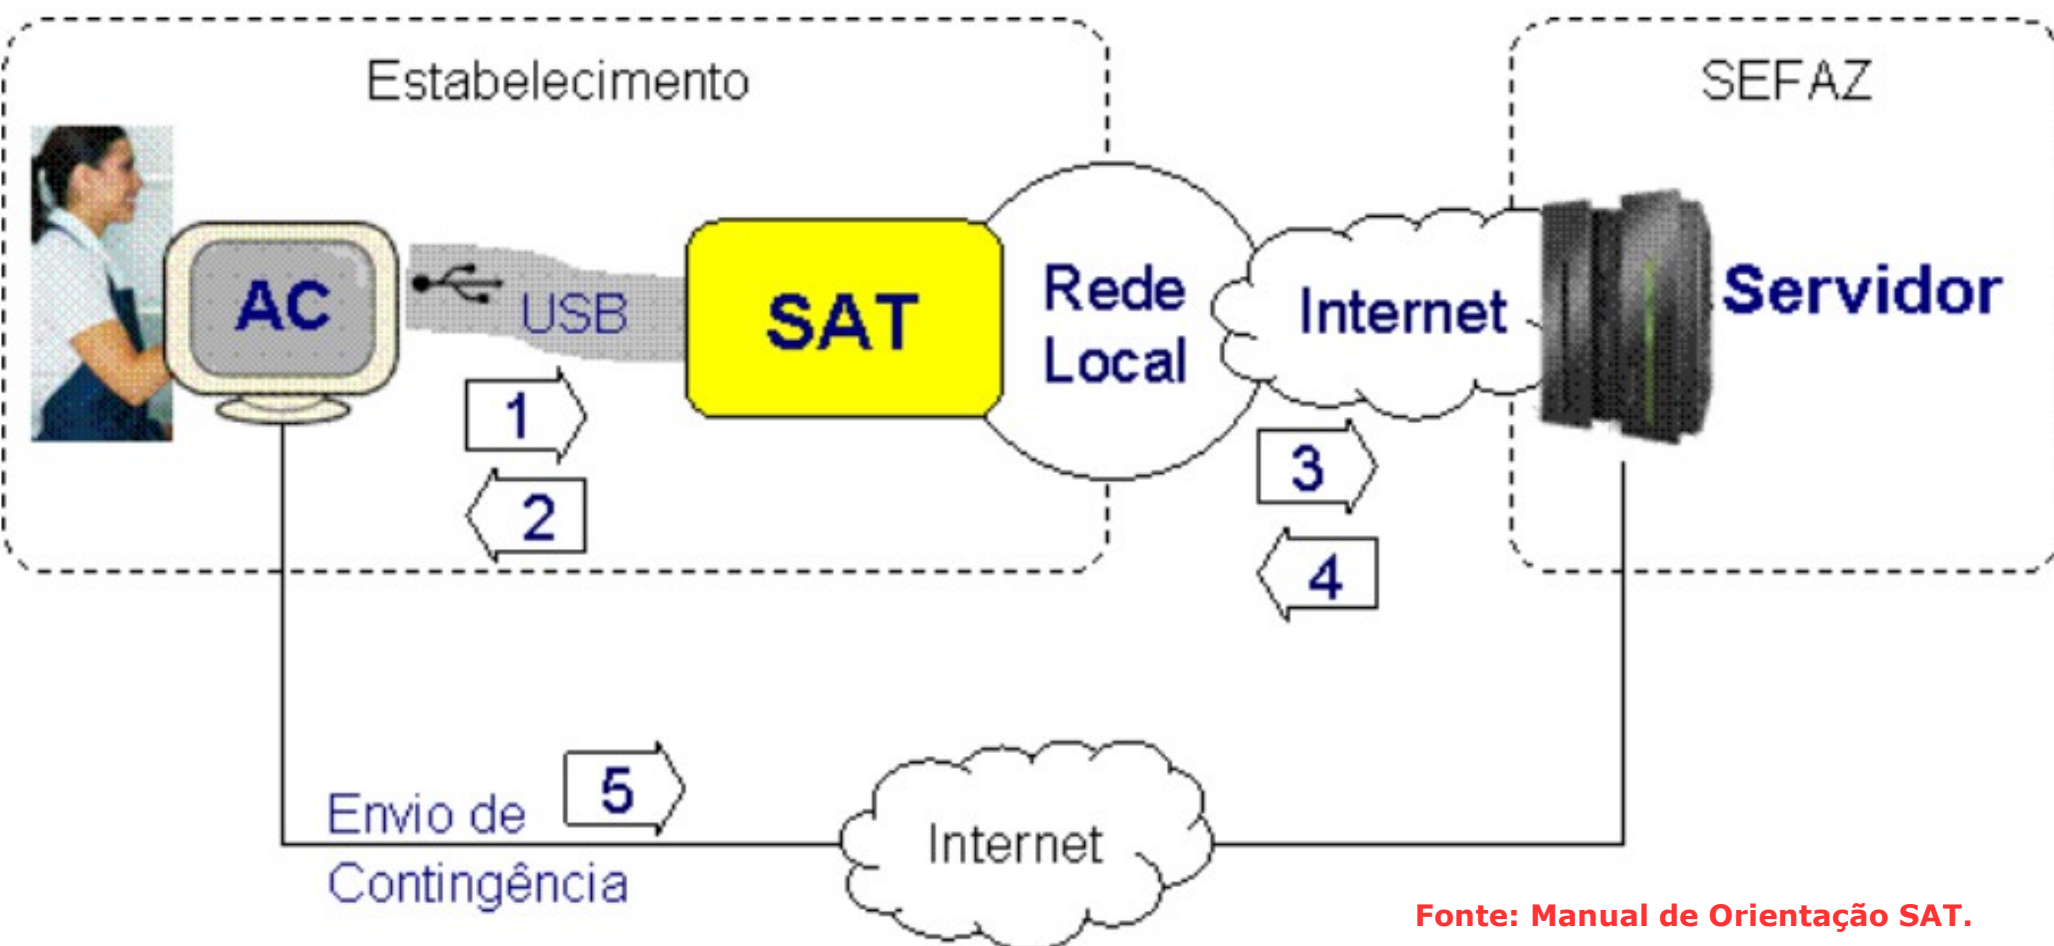 Estabelecimento
SEFAZ
AC
USB
SAT
Rede
Local
Internet
Servidor
1
2
3
4
5
Envio de
Contingência
Internet
Fonte: Manual de Orientação SAT.